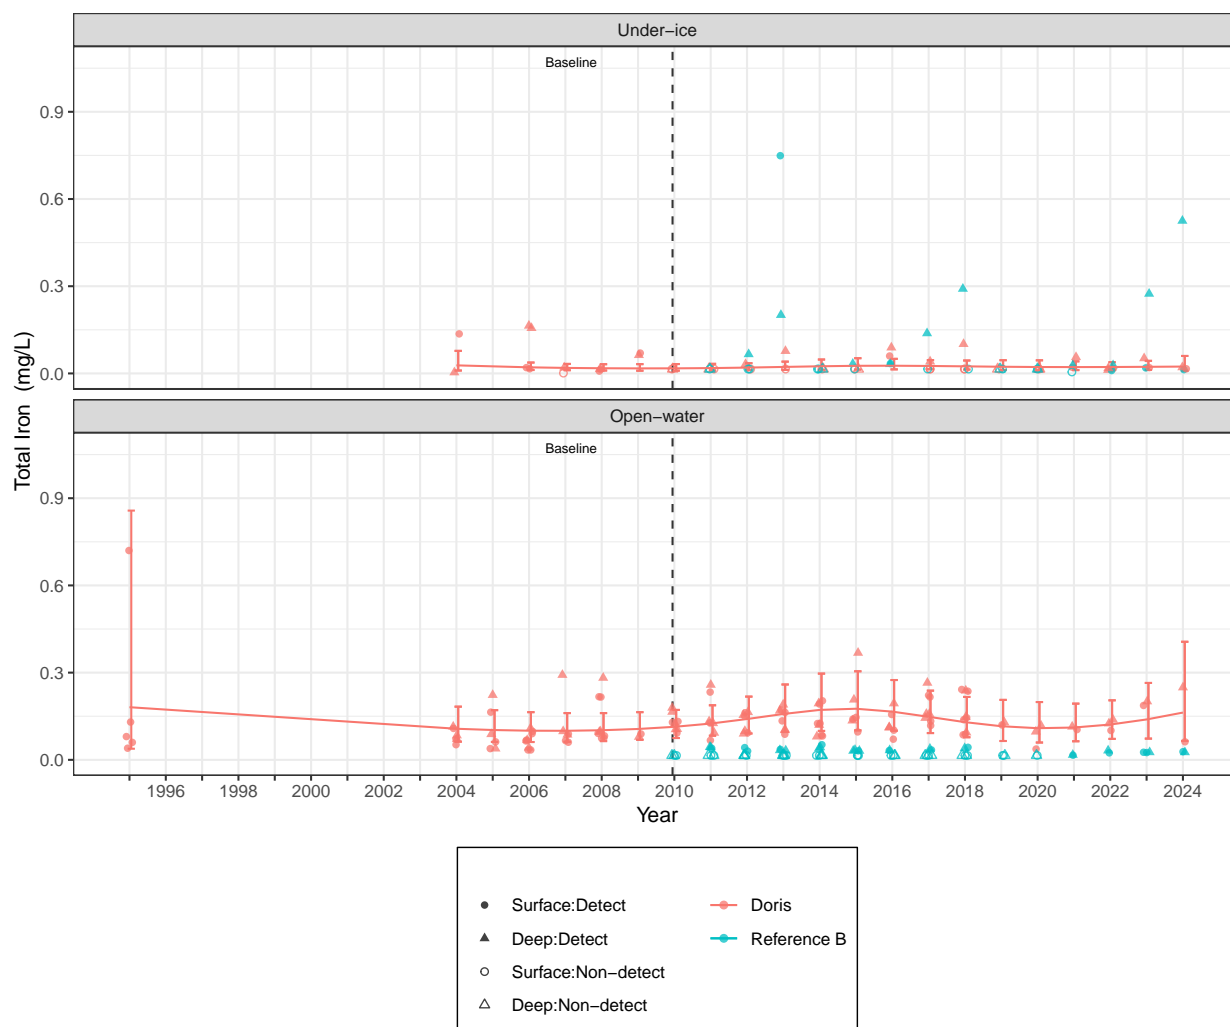 Under−ice
Baseline
0.9
0.6
0.3
0.0
Total Iron (mg/L)
Open−water
Baseline
0.9
0.6
0.3
0.0
1996 1998 2000 2002 2004 2006 2008 2010 2012 2014 2016 2018 2020 2022 2024
Year
Surface:Detect Doris
Deep:Detect Reference B
Surface:Non−detect
Deep:Non−detect